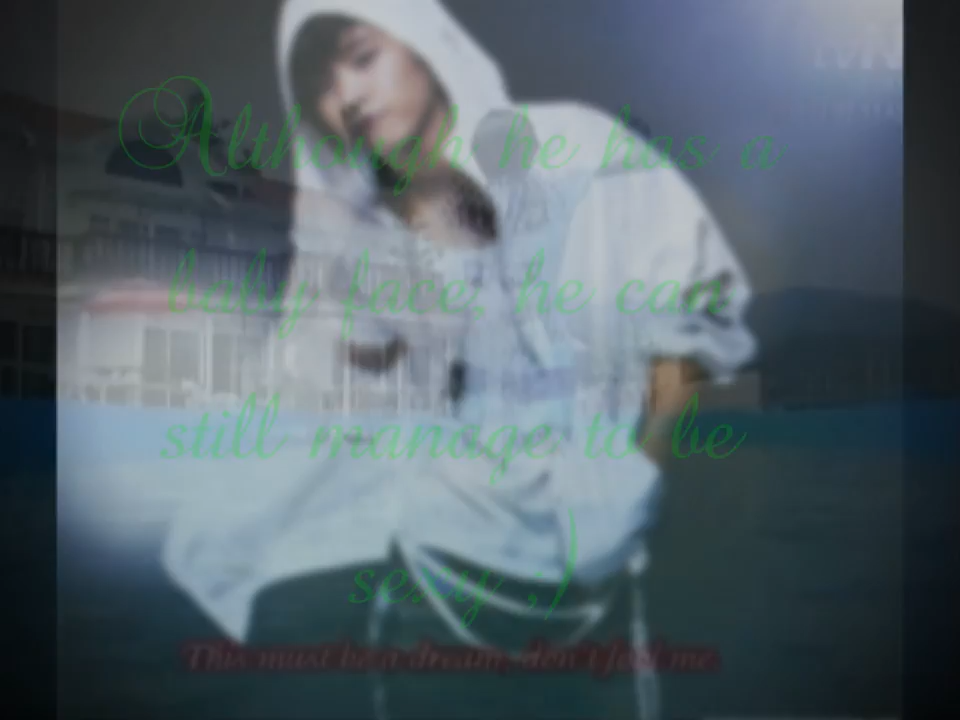 Although he has a
baby face, he can
still manage to be
sexy ;)
This must be a dream, don't fool me.